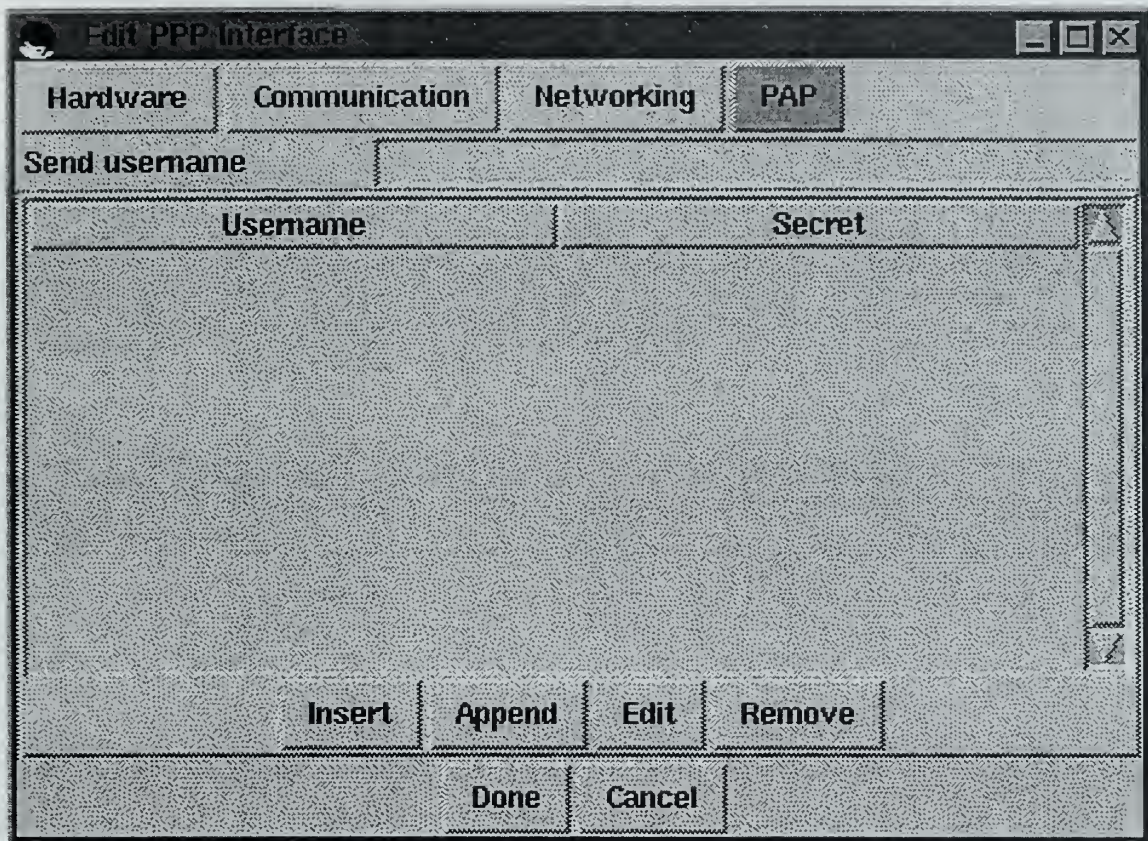 Edit PPP Interface
Hardware Communication Networking PAP
Send username
Username Secret
Insert Append Edit Remove
Done Cancel